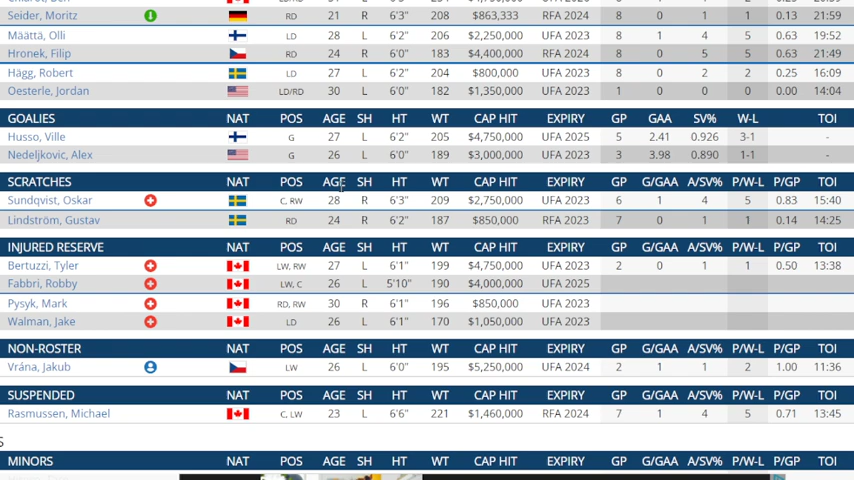 Seider, Moritz RD 21 R 6'3" 208 $863,333 RFA 2024 8 0 1 1 0.13 21:59
Määttä, Olli LD 28 L 6'2" 206 $2,250,000 UFA 2023 8 1 4 5 0.63 19:52
Hronek, Filip RD 24 R 6'0" 183 $4,400,000 RFA 2024 8 0 5 5 0.63 21:49
Hägg, Robert LD 27 L 6'2" 204 $800,000 UFA 2023 8 0 2 2 0.25 16:09
Oesterle, Jordan LD/RD 30 L 6'0" 182 $1,350,000 UFA 2023 1 0 0 0 0.00 14:04
GOALIES NAT POS AGE SH HT WT CAP HIT EXPIRY GP GAA SV% W-L TOI
Husso, Ville G 27 L 6'2" 205 $4,750,000 UFA 2025 5 2.41 0.926 3-1 -
Nedeljkovic, Alex G 26 L 6'0" 189 $3,000,000 UFA 2023 3 3.98 0.890 1-1 -
SCRATCHES NAT POS AGE SH HT WT CAP HIT EXPIRY GP G/GAA A/SV% P/W-L P/GP TOI
Sundqvist, Oskar C, RW 28 R 6'3" 209 $2,750,000 UFA 2023 6 1 4 5 0.83 15:40
Lindström, Gustav RD 24 R 6'2" 187 $850,000 RFA 2023 7 0 1 1 0.14 14:25
INJURED RESERVE NAT POS AGE SH HT WT CAP HIT EXPIRY GP G/GAA A/SV% P/W-L P/GP TOI
Bertuzzi, Tyler LW, RW 27 L 6'1" 199 $4,750,000 UFA 2023 2 0 1 1 0.50 13:38
Fabbri, Robby LW, C 26 L 5'10" 190 $4,000,000 UFA 2025
Pysyk, Mark RD, RW 30 R 6'1" 196 $850,000 UFA 2023
Walman, Jake LD 26 L 6'1" 170 $1,050,000 UFA 2023
NON-ROSTER NAT POS AGE SH HT WT CAP HIT EXPIRY GP G/GAA A/SV% P/W-L P/GP TOI
Vrána, Jakub LW 26 L 6'0" 195 $5,250,000 UFA 2024 2 1 1 2 1.00 11:36
SUSPENDED NAT POS AGE SH HT WT CAP HIT EXPIRY GP G/GAA A/SV% P/W-L P/GP TOI
Rasmussen, Michael C, LW 23 L 6'6" 221 $1,460,000 RFA 2024 7 1 4 5 0.71 13:45
S
MINORS NAT POS AGE SH HT WT CAP HIT EXPIRY GP G/GAA A/SV% P/W-L P/GP TOI